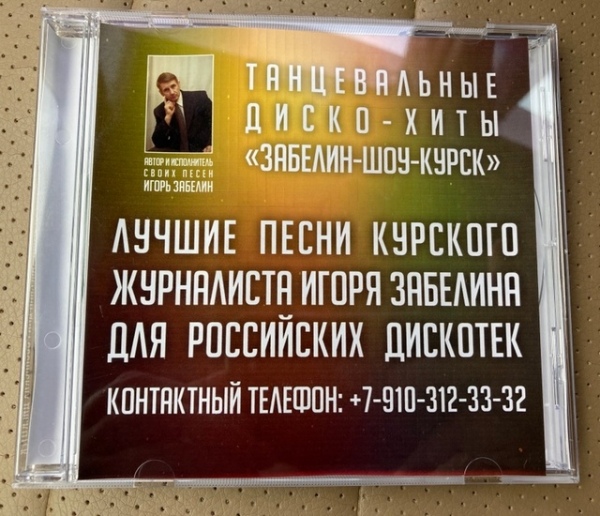 АВТОР И ИСПОЛНИТЕЛЬ
СВОИХ ПЕСЕН
ИГОРЬ ЗАБЕЛИН
ТАНЦЕВАЛЬНЫЕ
ДИСКО-ХИТЫ
«ЗАБЕЛИН-ШОУ-КУРСК»
ЛУЧШИЕ ПЕСНИ КУРСКОГО
ЖУРНАЛИСТА ИГОРЯ ЗАБЕЛИНА
ДЛЯ РОССИЙСКИХ ДИСКОТЕК
КОНТАКТНЫЙ ТЕЛЕФОН: +7-910-312-33-32